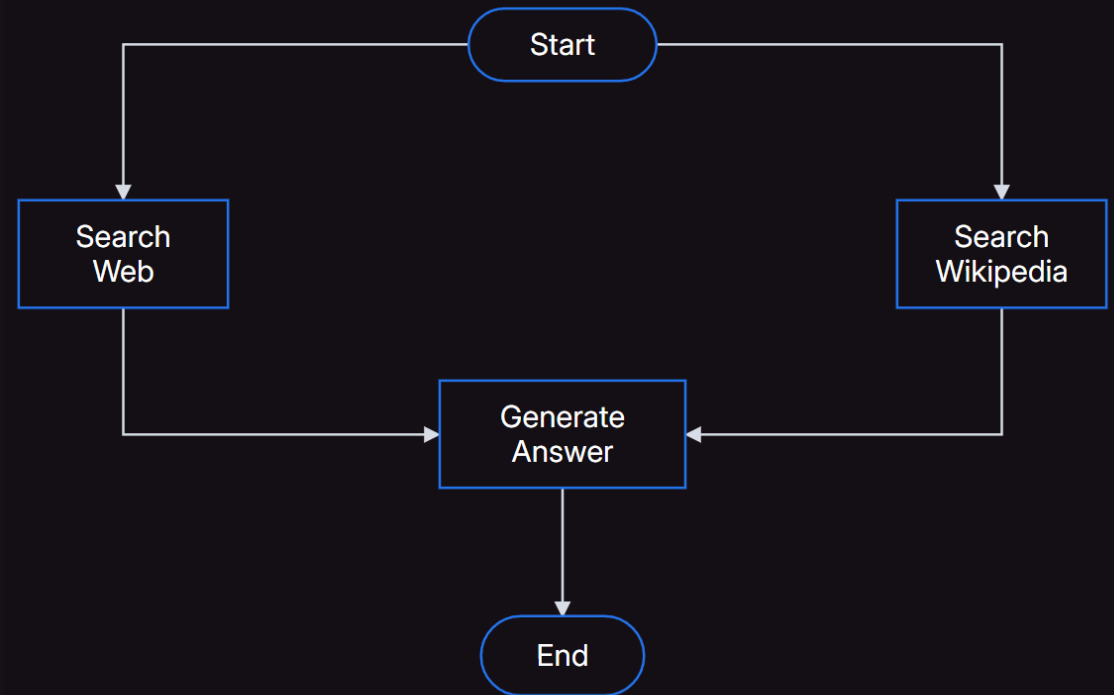 Start
Search
Web
Search
Wikipedia
Generate
Answer
End